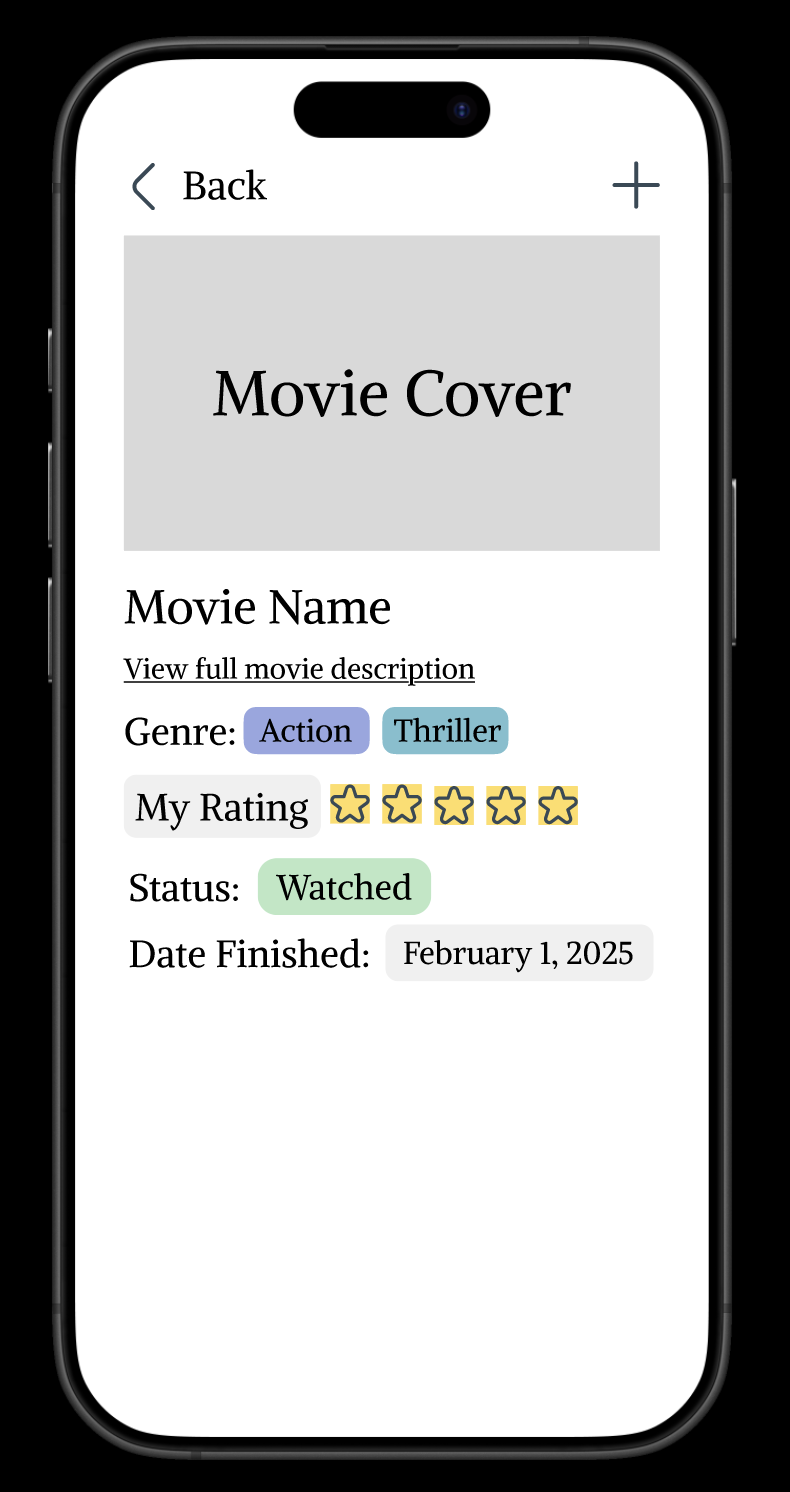 Back
Movie Cover
Movie Name
View full movie description
Genre: Action Thriller
My Rating
Status: Watched
Date Finished: February 1, 2025